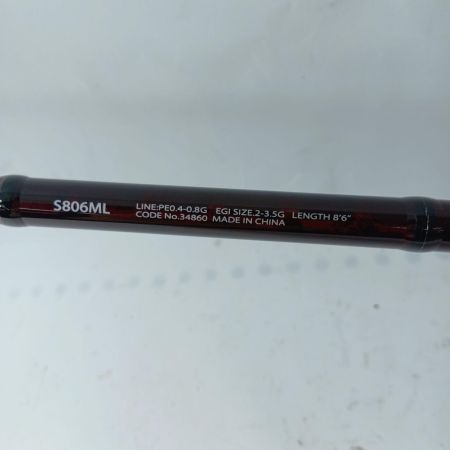 S806ML
LINE:PE0.4-0.8G EGI SIZE.2-3.5G LENGTH 8'6"
CODE No.34860 MADE IN CHINA